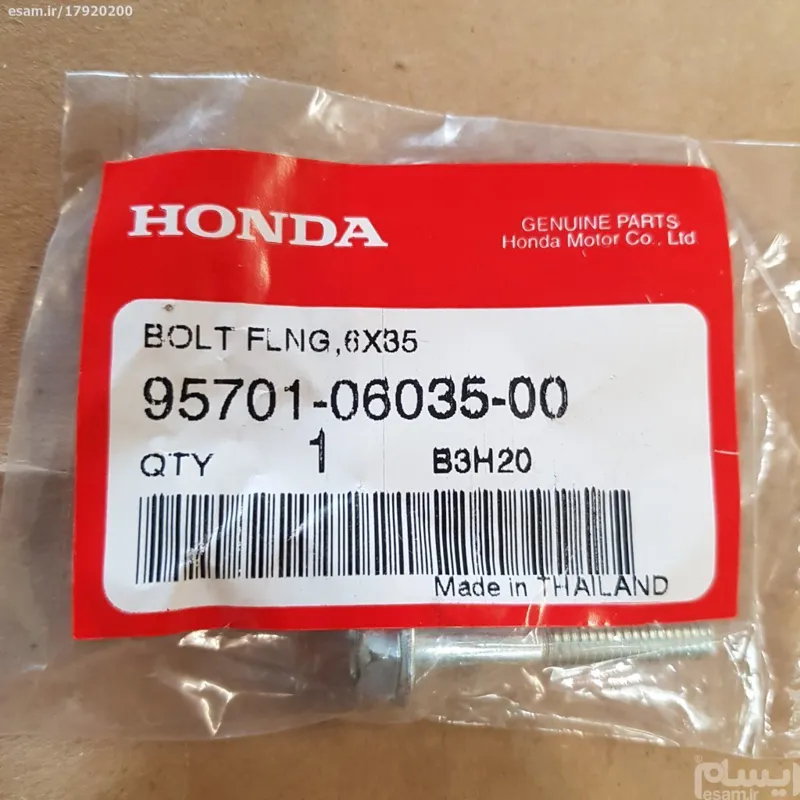 esam.ir/17920200
HONDA
GENUINE PARTS
Honda Motor Co., Ltd
BOLT FLNG,6X35
95701-06035-00
QTY 1 B3H20
Made in THAILAND
ایسام
esam.ir